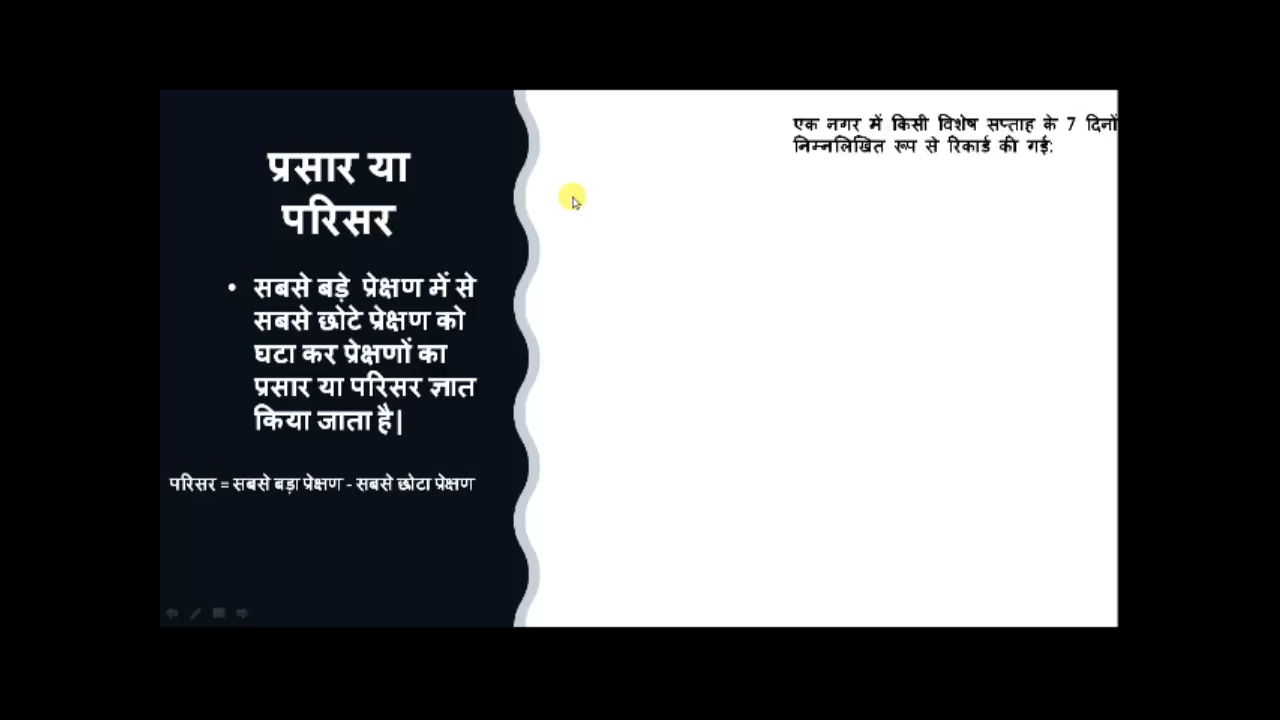 प्रसार या
परिसर
• सबसे बड़े प्रेक्षण में से
सबसे छोटे प्रेक्षण को
घटा कर प्रेक्षणों का
प्रसार या परिसर ज्ञात
किया जाता है|
परिसर = सबसे बड़ा प्रेक्षण - सबसे छोटा प्रेक्षण
एक नगर में किसी विशेष सप्ताह के 7 दिनों
निम्नलिखित रूप से रिकार्ड की गई: